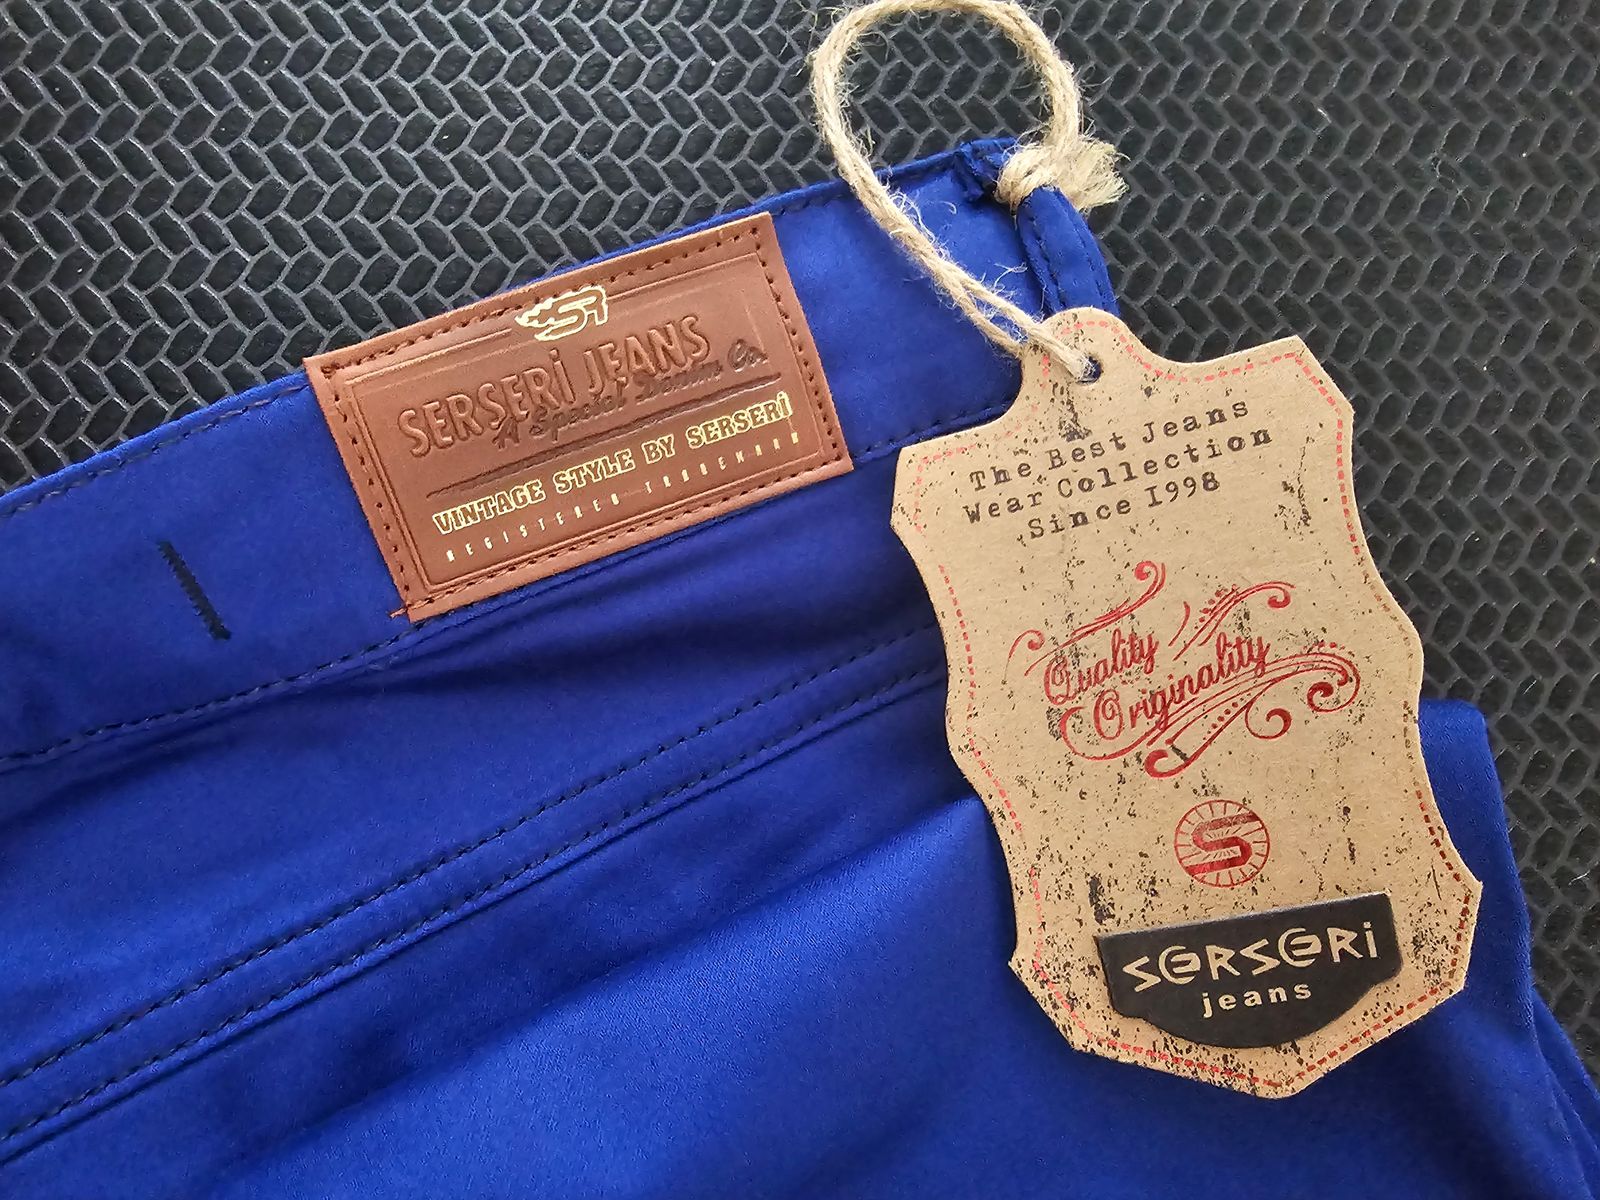 SR
SERSERİ JEANS
A Special Denim Co.
VINTAGE STYLE BY SERSERİ
REGISTERED TRADEMARK
The Best Jeans
Wear Collection
Since 1998
Quality
Originality
S
SERSERi
jeans